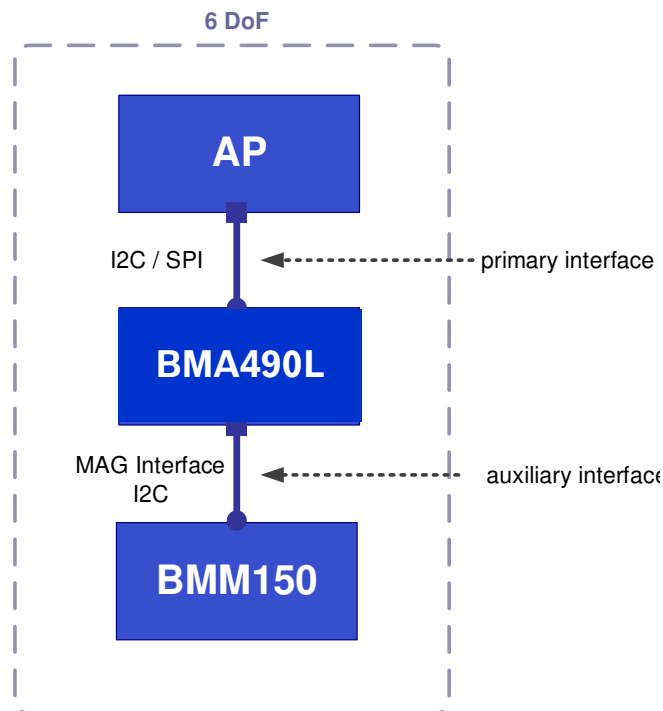 6 DoF
AP
I2C / SPI
primary interface
BMA490L
MAG Interface
I2C
auxiliary interface
BMM150